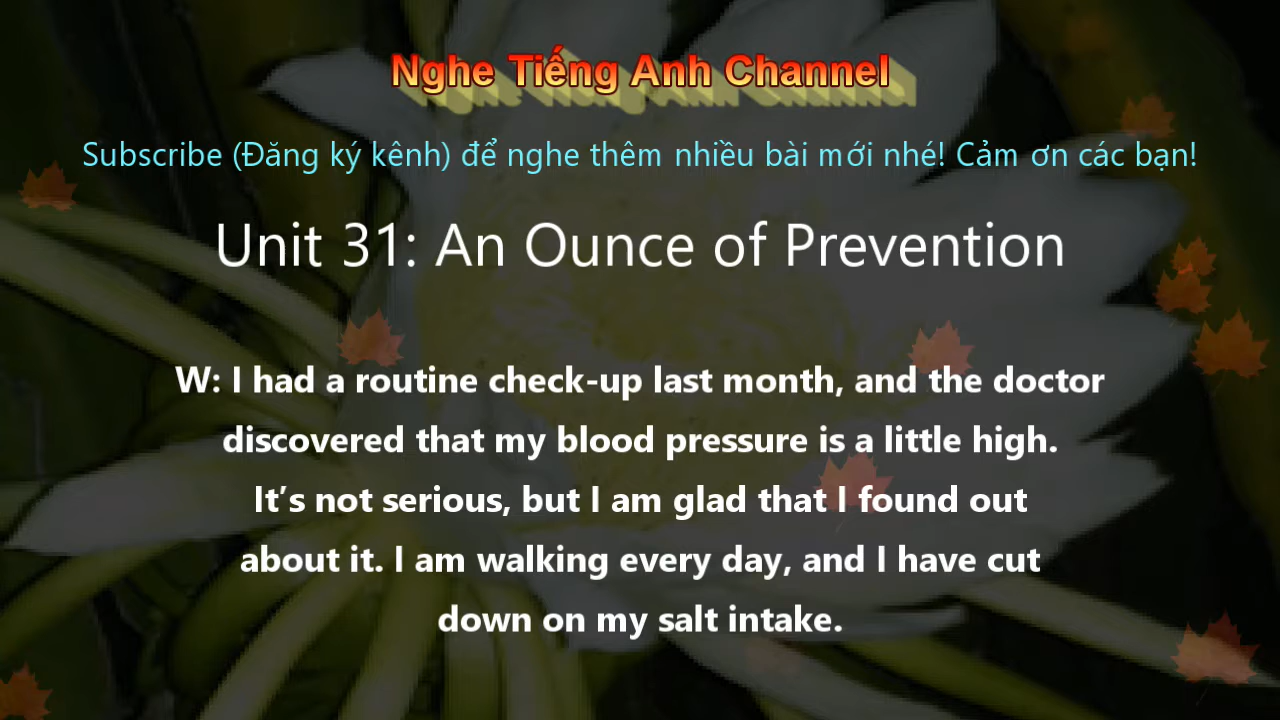 Nghe Tiếng Anh Channel
Subscribe (Đăng ký kênh) để nghe thêm nhiều bài mới nhé! Cảm ơn các bạn!
Unit 31: An Ounce of Prevention
W: I had a routine check-up last month, and the doctor
discovered that my blood pressure is a little high.
It’s not serious, but I am glad that I found out
about it. I am walking every day, and I have cut
down on my salt intake.